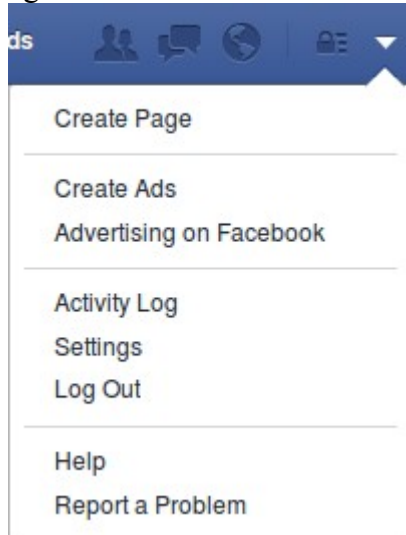 ds
Create Page
Create Ads
Advertising on Facebook
Activity Log
Settings
Log Out
Help
Report a Problem